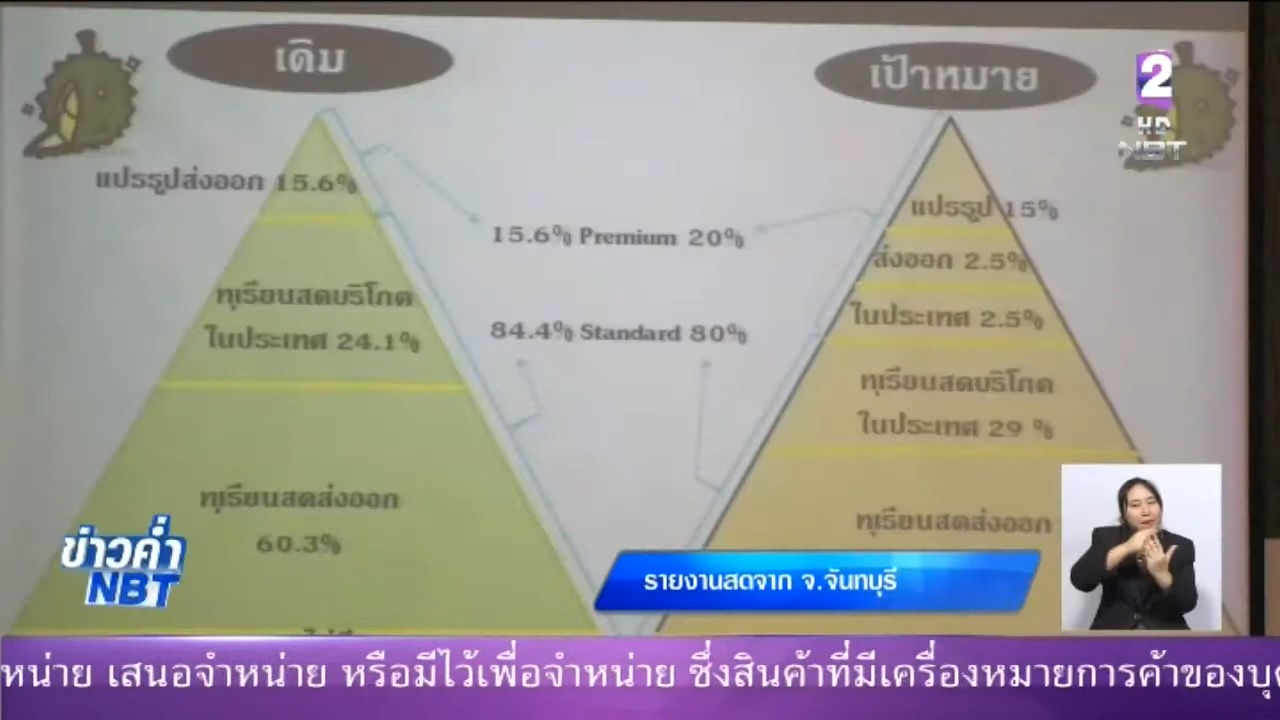 เดิม
เป้าหมาย
2
HD
NBT
แปรรูปส่งออก 15.6%
แปรรูป 15%
15.6% Premium 20%
ส่งออก 2.5%
ทุเรียนสดบริโภค
ในประเทศ 24.1%
ในประเทศ 2.5%
84.4% Standard 80%
ทุเรียนสดบริโภค
ในประเทศ 29 %
ทุเรียนสดส่งออก
60.3%
ทุเรียนสดส่งออก
ข่าวค่ำ
NBT
รายงานสดจาก จ.จันทบุรี
หน่าย เสนอจำหน่าย หรือมีไว้เพื่อจำหน่าย ซึ่งสินค้าที่มีเครื่องหมายการค้าของ